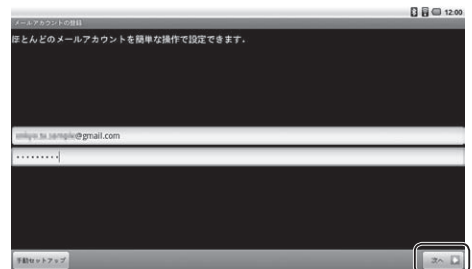 12:00
メールアカウントの登録
ほとんどのメールアカウントを簡単な操作で設定できます。
@gmail.com
•••••••••
手動セットアップ
次へ